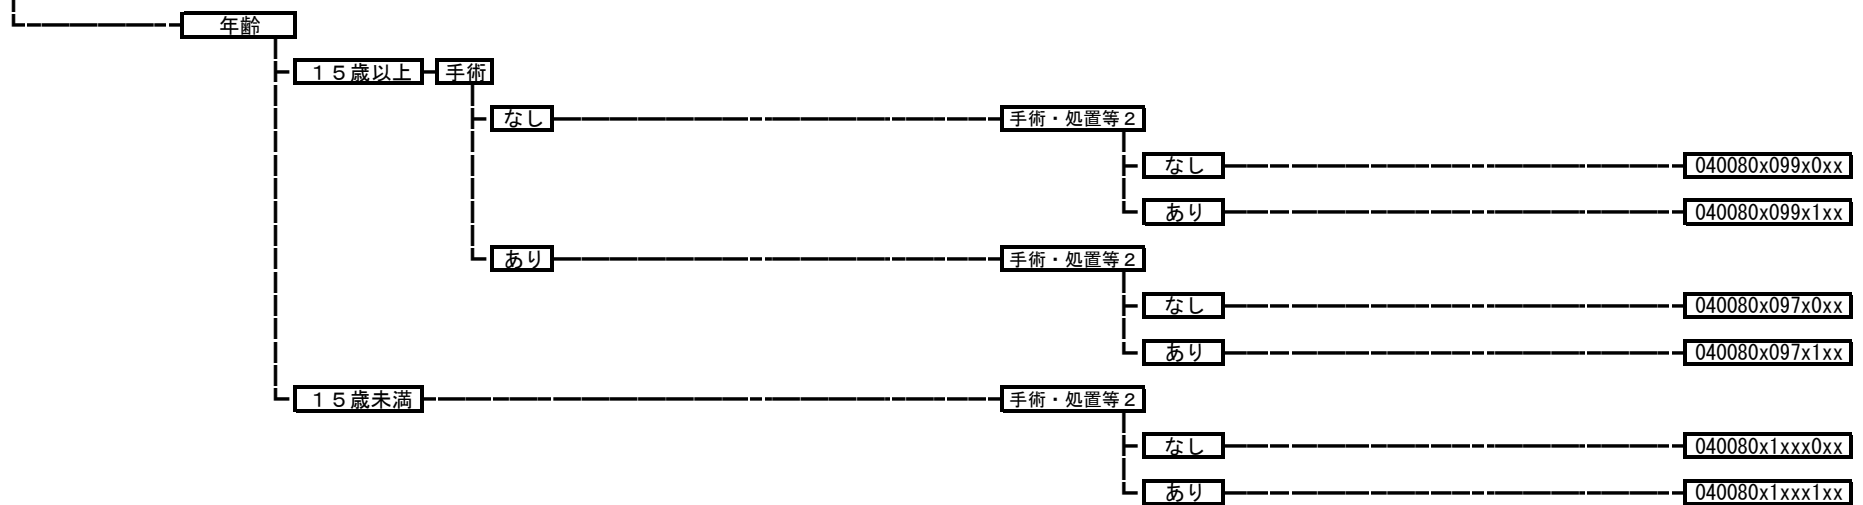 年齢
１５歳以上 手術
なし 手術・処置等２
なし 040080x099x0xx
あり 040080x099x1xx
あり 手術・処置等２
なし 040080x097x0xx
あり 040080x097x1xx
１５歳未満 手術・処置等２
なし 040080x1xxx0xx
あり 040080x1xxx1xx